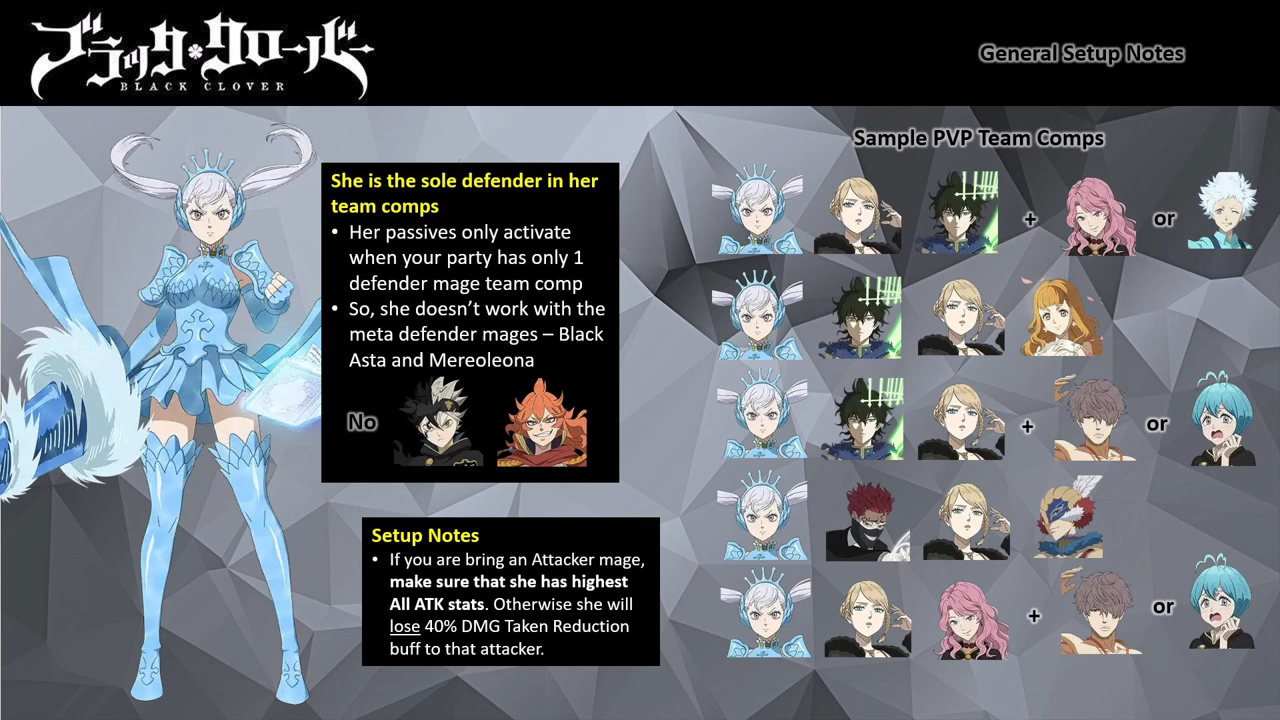 ブラック・クローバー
BLACK CLOVER
General Setup Notes
She is the sole defender in her
team comps
• Her passives only activate
when your party has only 1
defender mage team comp
• So, she doesn't work with the
meta defender mages – Black
Asta and Mereoleona
No
Setup Notes
• If you are bring an Attacker mage,
make sure that she has highest
All ATK stats. Otherwise she will
lose 40% DMG Taken Reduction
buff to that attacker.
Sample PVP Team Comps
+ or
+ or
+ or